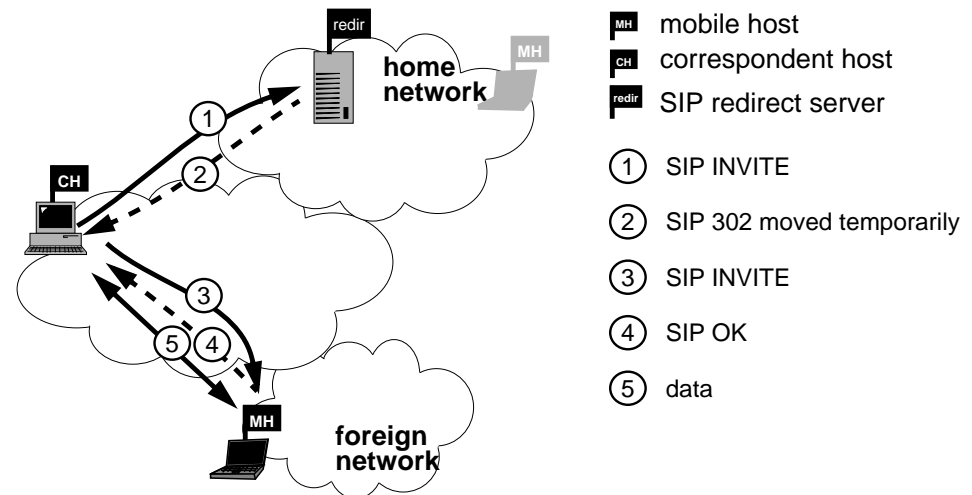 redir
MH
home
network
1
2
CH
3
4
5
MH
foreign
network
MH mobile host
CH correspondent host
redir SIP redirect server
1 SIP INVITE
2 SIP 302 moved temporarily
3 SIP INVITE
4 SIP OK
5 data